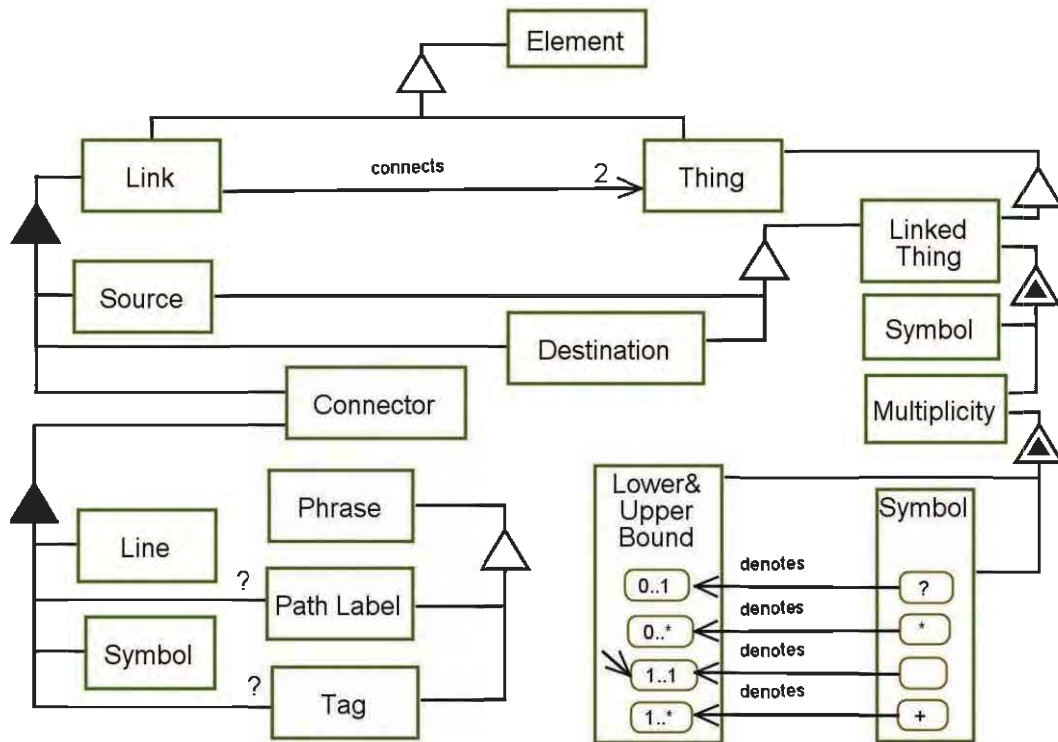 Element
Link
connects
2
Thing
Linked
Thing
Source
Symbol
Destination
Multiplicity
Connector
Phrase
Lower&
Upper
Bound
Symbol
Line
?
Path Label
Symbol
?
Tag
0..1
denotes
?
0..*
denotes
*
1..1
denotes
1..*
denotes
+